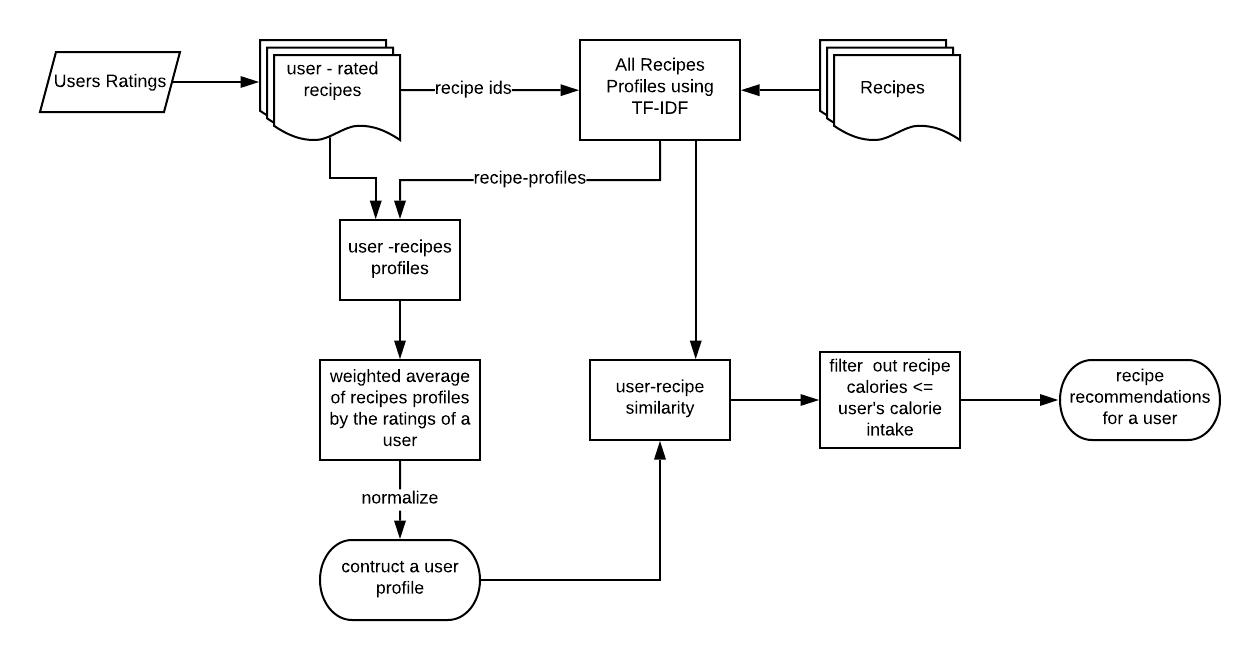 Users Ratings
user - rated
recipes
recipe ids
All Recipes
Profiles using
TF-IDF
Recipes
recipe-profiles
user -recipes
profiles
weighted average
of recipes profiles
by the ratings of a
user
normalize
contruct a user
profile
user-recipe
similarity
filter  out recipe
calories <=
user's calorie
intake
recipe
recommendations
for a user